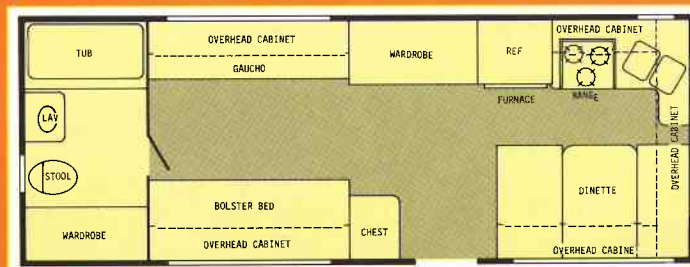 TUB
OVERHEAD CABINET
GAUCHO
WARDROBE
REF
FURNACE
OVERHEAD CABINET
RANGE
OVERHEAD CABINET
LAV
STOOL
WARDROBE
BOLSTER BED
OVERHEAD CABINET
CHEST
DINETTE
OVERHEAD CABINE